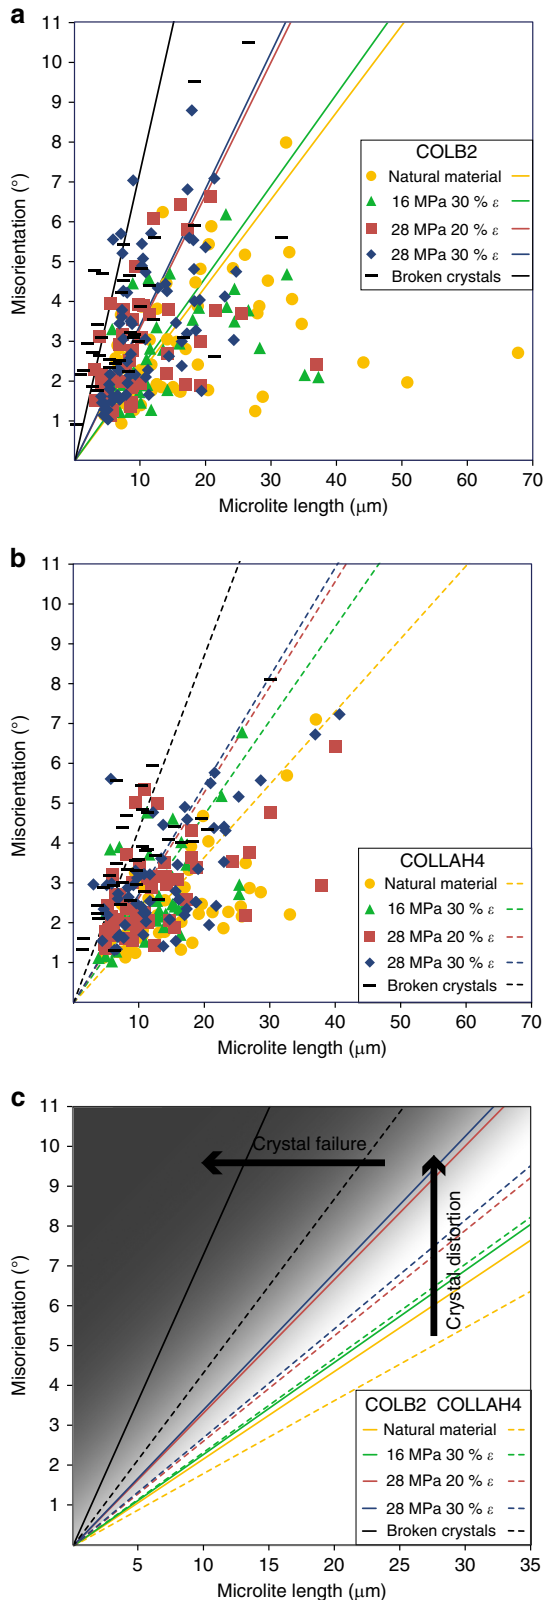 a
11
10
9
8
7
6
5
4
3
2
1
Misorientation (°)
COLB2
Natural material
16 MPa 30 % ε
28 MPa 20 % ε
28 MPa 30 % ε
Broken crystals
10 20 30 40 50 60 70
Microlite length (μm)
b
11
10
9
8
7
6
5
4
3
2
1
Misorientation (°)
COLLAH4
Natural material
16 MPa 30 % ε
28 MPa 20 % ε
28 MPa 30 % ε
Broken crystals
10 20 30 40 50 60 70
Microlite length (μm)
c
11
10
9
8
7
6
5
4
3
2
1
Misorientation (°)
Crystal failure
Crystal distortion
COLB2 COLLAH4
Natural material
16 MPa 30 % ε
28 MPa 20 % ε
28 MPa 30 % ε
Broken crystals
5 10 15 20 25 30 35
Microlite length (μm)